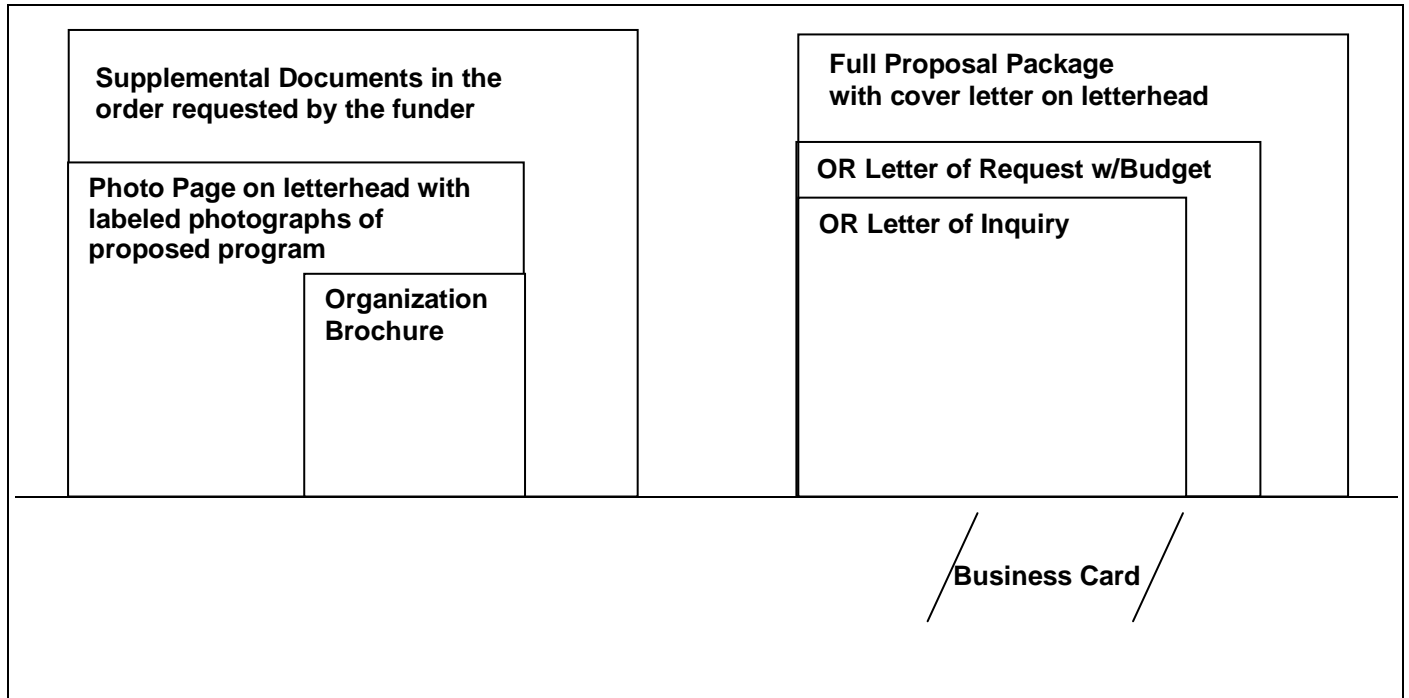 Supplemental Documents in the
order requested by the funder
Photo Page on letterhead with
labeled photographs of
proposed program
Organization
Brochure
Full Proposal Package
with cover letter on letterhead
OR Letter of Request w/Budget
OR Letter of Inquiry
Business Card